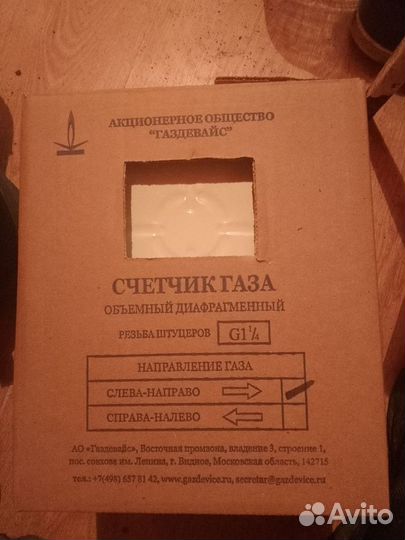 АКЦИОНЕРНОЕ ОБЩЕСТВО
"ГАЗДЕВАЙС"
СЧЕТЧИК ГАЗА
ОБЪЕМНЫЙ ДИАФРАГМЕННЫЙ
РЕЗЬБА ШТУЦЕРОВ G1¼
НАПРАВЛЕНИЕ ГАЗА
СЛЕВА-НАПРАВО
СПРАВА-НАЛЕВО
АО «Газдевайс», Восточная промзона, владение 3, строение 1,
пос. совхоза им. Ленина, г. Видное, Московская область, 142715
тел.: +7(498) 657 81 42, www.gazdevice.ru, secretar@gazdevice.ru
Avito